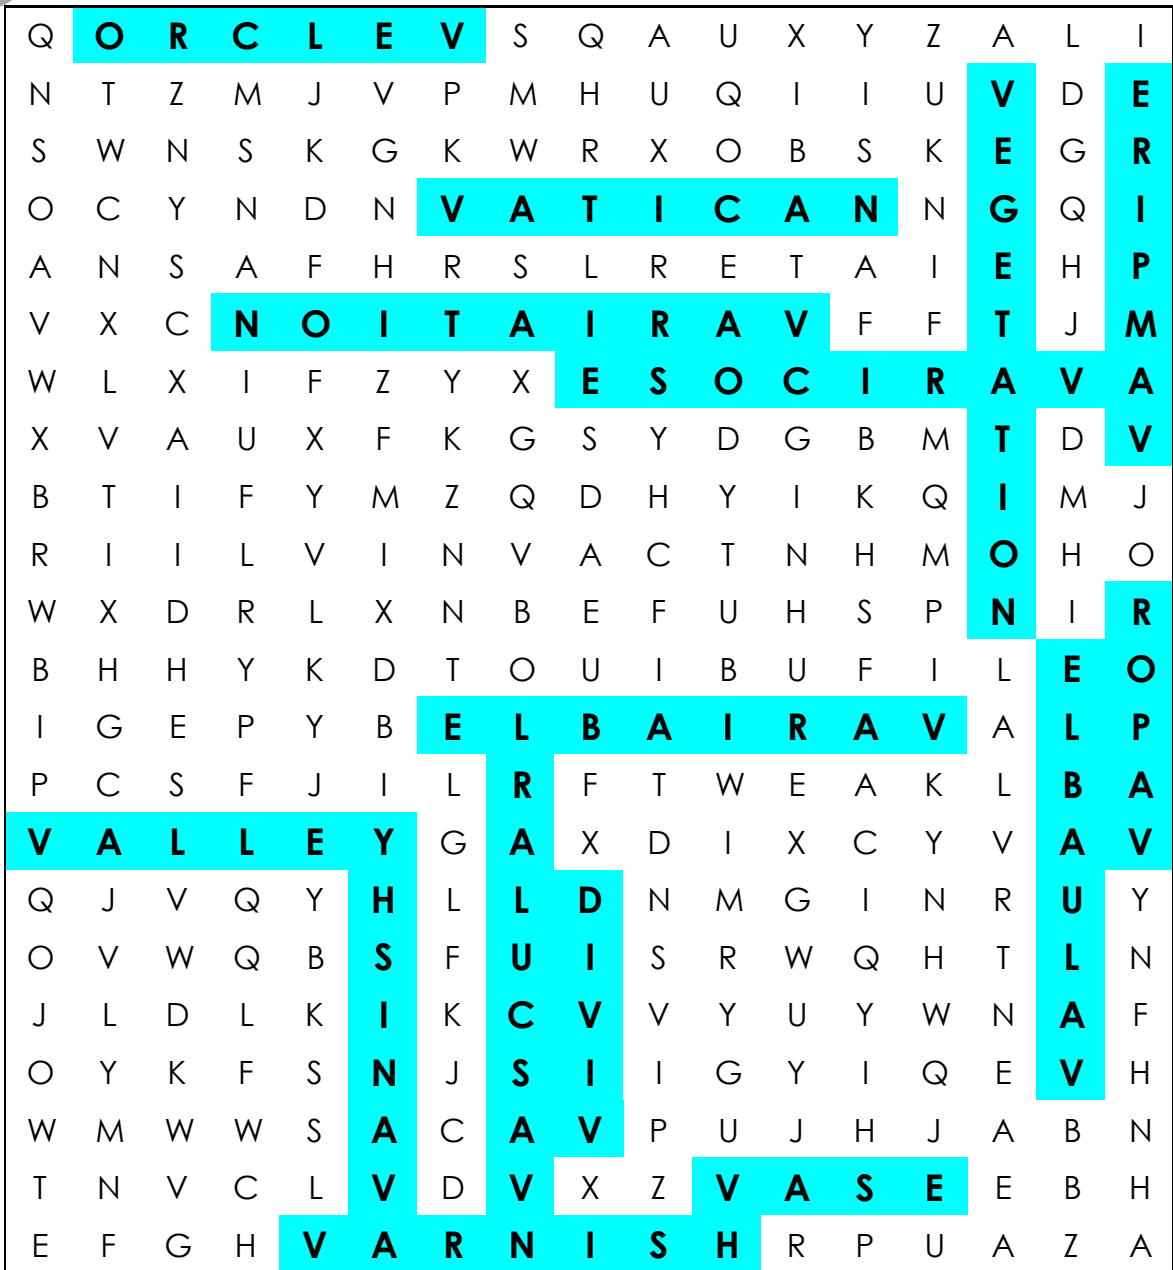 Q O R C L E V S Q A U X Y Z A L I
N T Z M J V P M H U Q I I U V D E
S W N S K G K W R X O B S K E G R
O C Y N D N V A T I C A N N G Q I
A N S A F H R S L R E T A I E H P
V X C N O I T A I R A V F F T J M
W L X I F Z Y X E S O C I R A V A
X V A U X F K G S Y D G B M T D V
B T I F Y M Z Q D H Y I K Q I M J
R I I L V I N V A C T N H M O H O
W X D R L X N B E F U H S P N I R
B H H Y K D T O U I B U F I L E O
I G E P Y B E L B A I R A V A L P
P C S F J I L R F T W E A K L B A
V A L L E Y G A X D I X C Y V A V
Q J V Q Y H L L D N M G I N R U Y
O V W Q B S F U I S R W Q H T L N
J L D L K I K C V V Y U Y W N A F
O Y K F S N J S I I G Y I Q E V H
W M W W S A C A V P U J H J A B N
T N V C L V D V X Z V A S E E B H
E F G H V A R N I S H R P U A Z A